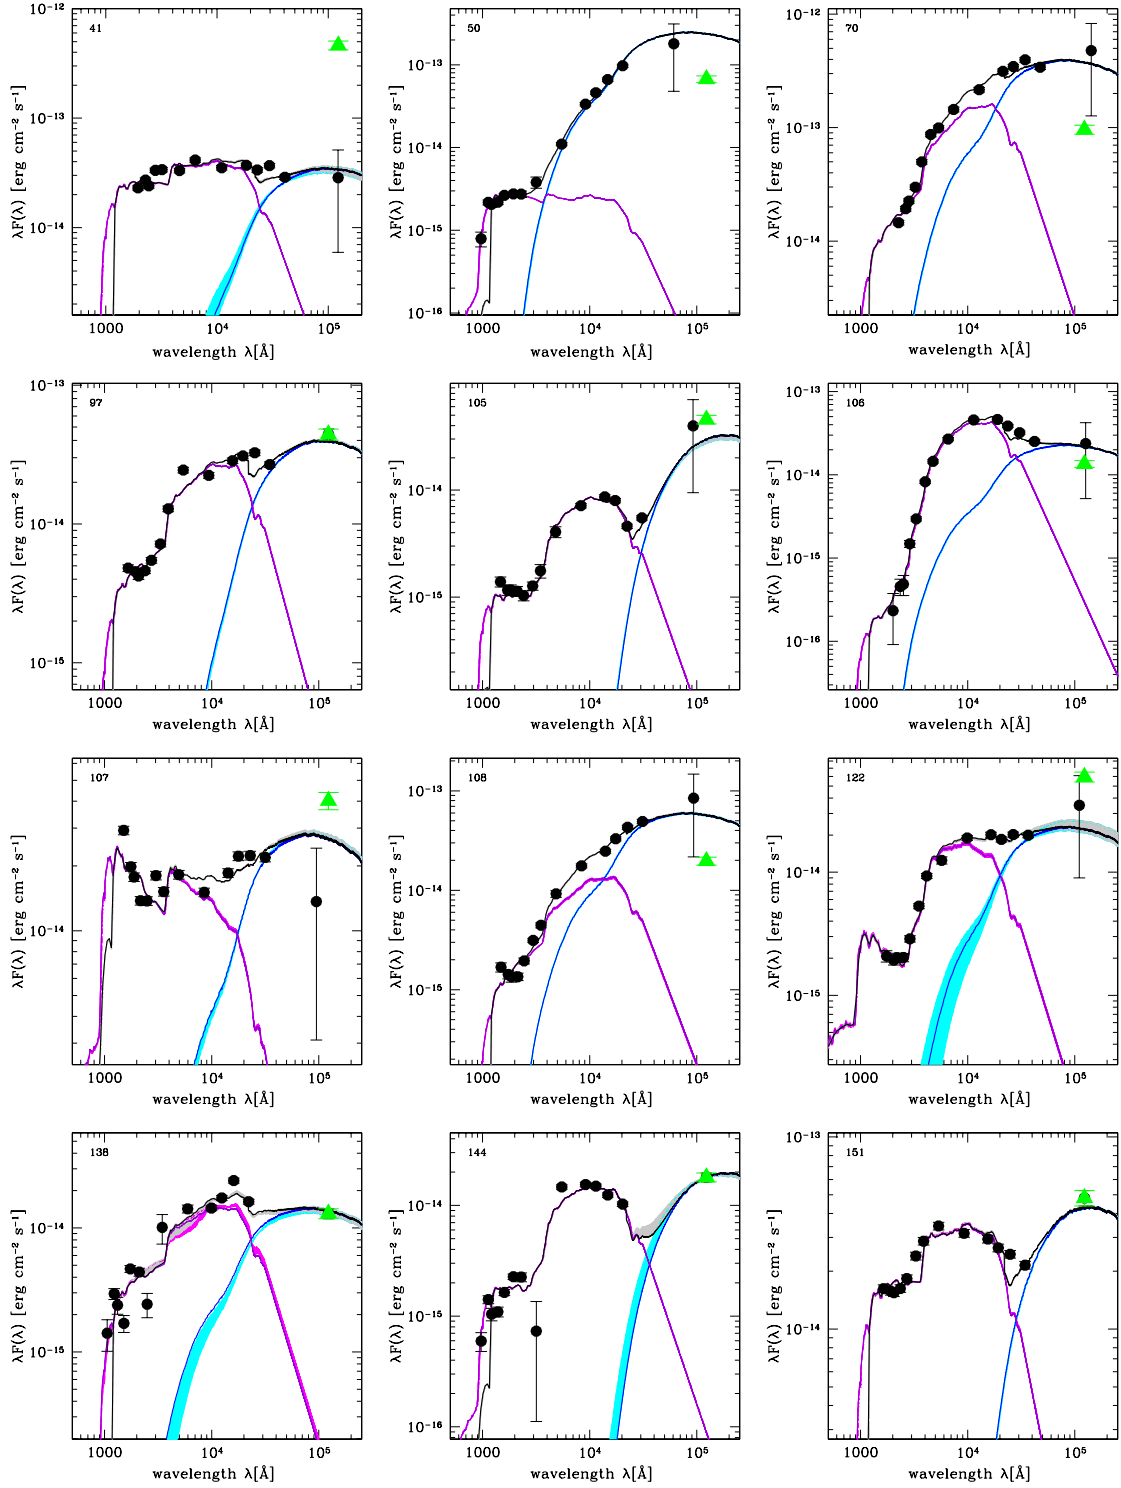 41
λF(λ) [erg cm⁻² s⁻¹]
10⁻¹²
10⁻¹³
10⁻¹⁴
1000 10⁴ 10⁵
wavelength λ[Å]
50
λF(λ) [erg cm⁻² s⁻¹]
10⁻¹³
10⁻¹⁴
10⁻¹⁵
10⁻¹⁶
1000 10⁴ 10⁵
wavelength λ[Å]
70
λF(λ) [erg cm⁻² s⁻¹]
10⁻¹²
10⁻¹³
10⁻¹⁴
1000 10⁴ 10⁵
wavelength λ[Å]
97
λF(λ) [erg cm⁻² s⁻¹]
10⁻¹³
10⁻¹⁴
10⁻¹⁵
1000 10⁴ 10⁵
wavelength λ[Å]
105
λF(λ) [erg cm⁻² s⁻¹]
10⁻¹⁴
10⁻¹⁵
1000 10⁴ 10⁵
wavelength λ[Å]
106
λF(λ) [erg cm⁻² s⁻¹]
10⁻¹³
10⁻¹⁴
10⁻¹⁵
10⁻¹⁶
1000 10⁴ 10⁵
wavelength λ[Å]
107
λF(λ) [erg cm⁻² s⁻¹]
10⁻¹⁴
1000 10⁴ 10⁵
wavelength λ[Å]
108
λF(λ) [erg cm⁻² s⁻¹]
10⁻¹³
10⁻¹⁴
10⁻¹⁵
1000 10⁴ 10⁵
wavelength λ[Å]
122
λF(λ) [erg cm⁻² s⁻¹]
10⁻¹³
10⁻¹⁴
10⁻¹⁵
1000 10⁴ 10⁵
wavelength λ[Å]
138
λF(λ) [erg cm⁻² s⁻¹]
10⁻¹⁴
10⁻¹⁵
1000 10⁴ 10⁵
wavelength λ[Å]
144
λF(λ) [erg cm⁻² s⁻¹]
10⁻¹⁴
10⁻¹⁵
10⁻¹⁶
1000 10⁴ 10⁵
wavelength λ[Å]
151
λF(λ) [erg cm⁻² s⁻¹]
10⁻¹³
10⁻¹⁴
1000 10⁴ 10⁵
wavelength λ[Å]